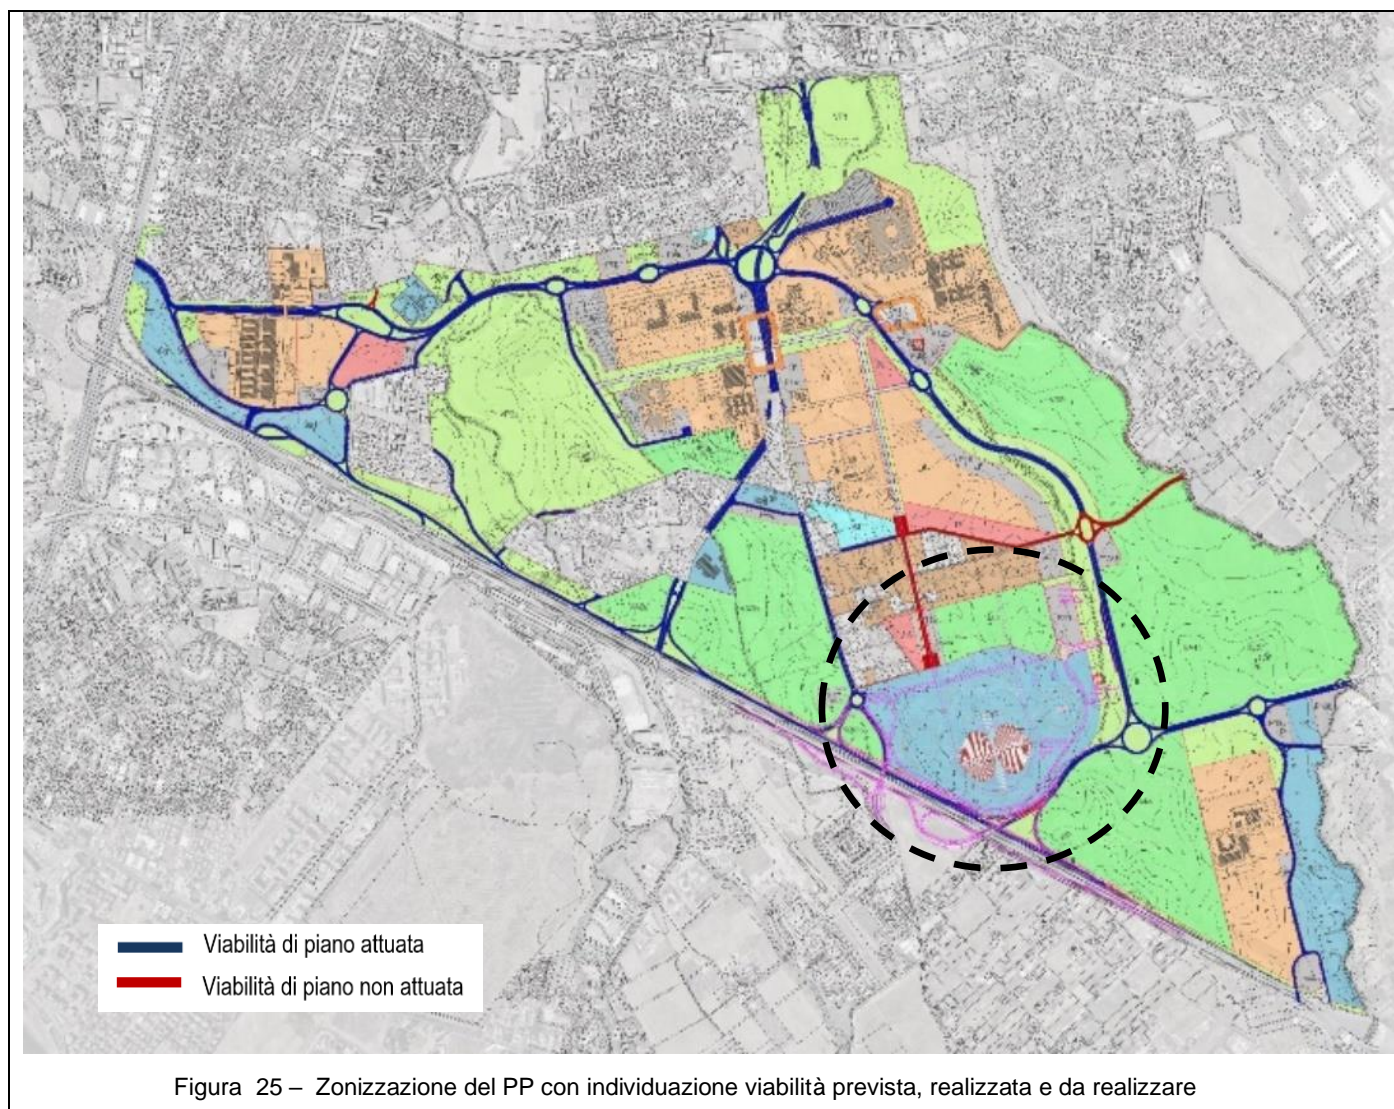 Viabilità di piano attuata
Viabilità di piano non attuata
Figura 25 – Zonizzazione del PP con individuazione viabilità prevista, realizzata e da realizzare